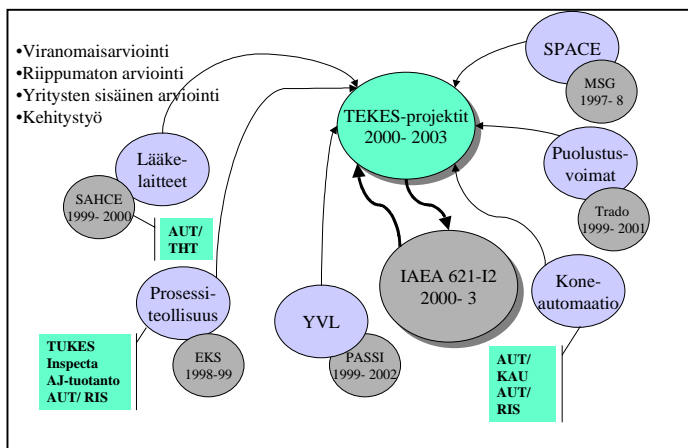 •Viranomaisarviointi
•Riippumaton arviointi
•Yritysten sisäinen arviointi
•Kehitystyö
SPACE
MSG
1997- 8
TEKES-projektit
2000- 2003
Lääke-
laitteet
SAHCE
1999- 2000
AUT/
THT
Puolustus-
voimat
Trado
1999- 2001
IAEA 621-I2
2000- 3
Prosessi-
teollisuus
EKS
1998-99
TUKES
Inspecta
AJ-tuotanto
AUT/ RIS
YVL
PASSI
1999- 2002
Kone-
automaatio
AUT/
KAU
AUT/
RIS